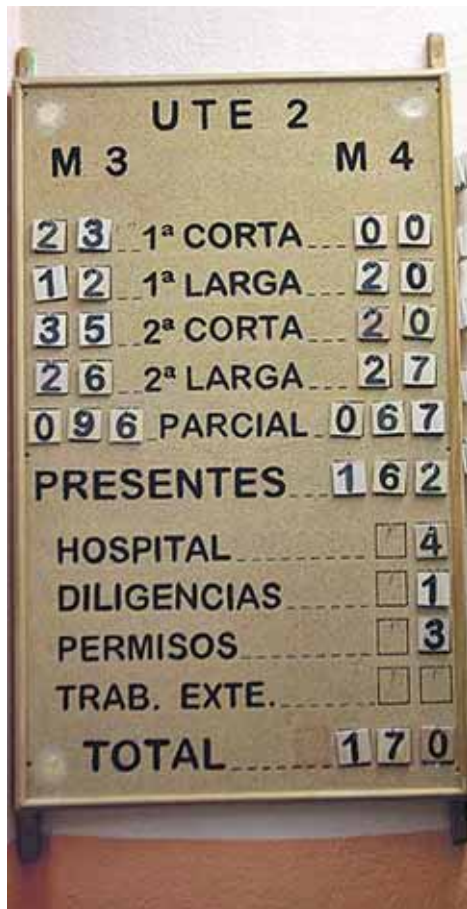 UTE 2
M 3 M 4
23 1ª CORTA 00
12 1ª LARGA 20
35 2ª CORTA 20
26 2ª LARGA 27
096 PARCIAL 067
PRESENTES 162
HOSPITAL 4
DILIGENCIAS 1
PERMISOS 3
TRAB. EXTE.
TOTAL 170